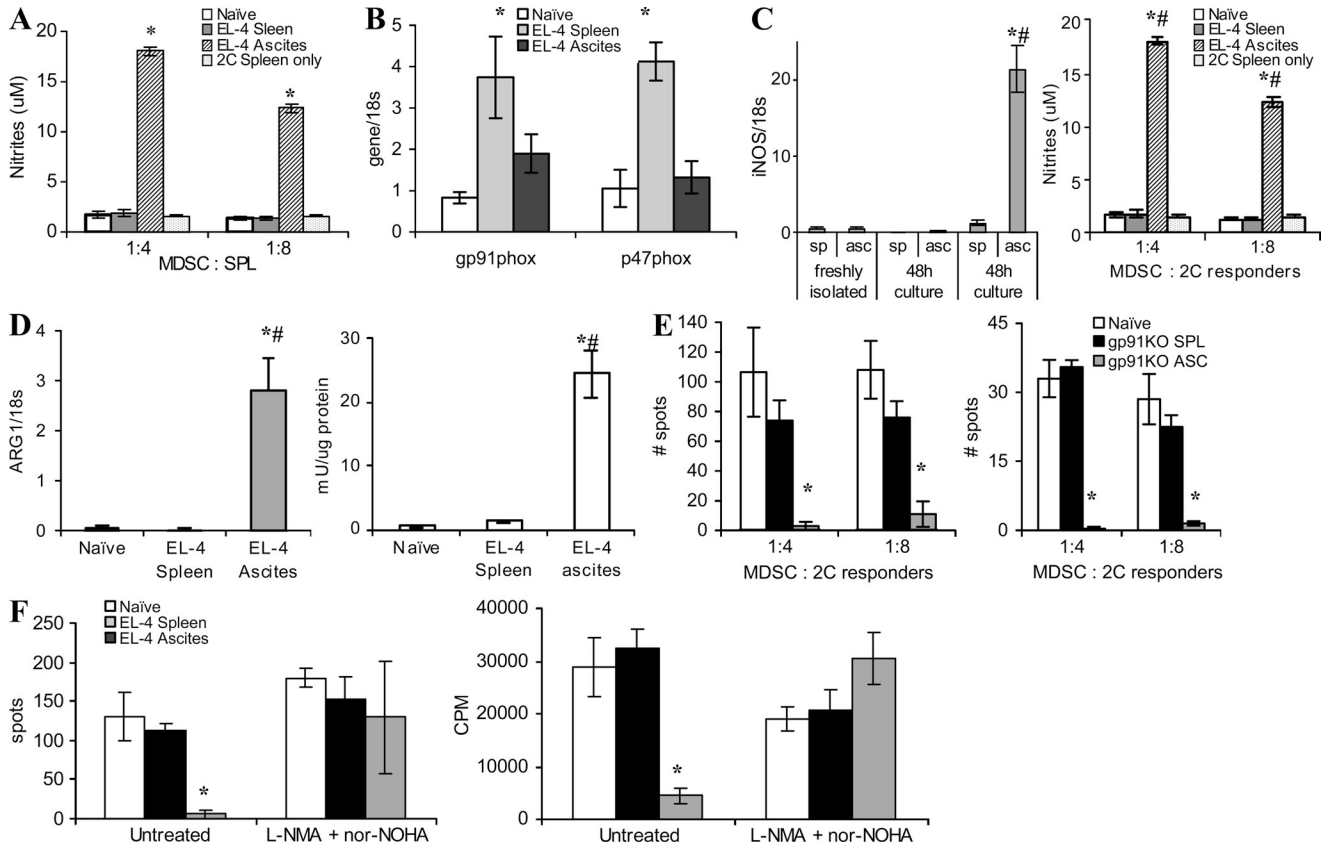 A
Nitrites (uM)
20
15
10
5
0
Naïve
EL-4 Sleen
EL-4 Ascites
2C Spleen only
*
*
1:4
1:8
MDSC : SPL
B
gene/18s
5
4
3
2
1
0
*
*
Naïve
EL-4 Spleen
EL-4 Ascites
gp91phox
p47phox
C
iNOS/18s
20
10
0
*#
sp
asc
sp
asc
sp
asc
freshly
isolated
48h
culture
48h
culture
Nitrites (uM)
20
15
10
5
0
Naïve
EL-4 Sleen
EL-4 Ascites
2C Spleen only
*#
*#
1:4
1:8
MDSC : 2C responders
D
ARG1/18s
4
3
2
1
0
*#
Naïve
EL-4
Spleen
EL-4
Ascites
mU/ug protein
30
20
10
0
*#
Naïve
EL-4
Spleen
EL-4
ascites
E
# spots
140
120
100
80
60
40
20
0
*
*
1:4
1:8
MDSC : 2C responders
# spots
45
30
15
0
Naïve
gp91KO SPL
gp91KO ASC
*
*
1:4
1:8
MDSC : 2C responders
F
spots
250
200
150
100
50
0
Naïve
EL-4 Spleen
EL-4 Ascites
*
Untreated
L-NMA + nor-NOHA
CPM
40000
30000
20000
10000
0
*
Untreated
L-NMA + nor-NOHA